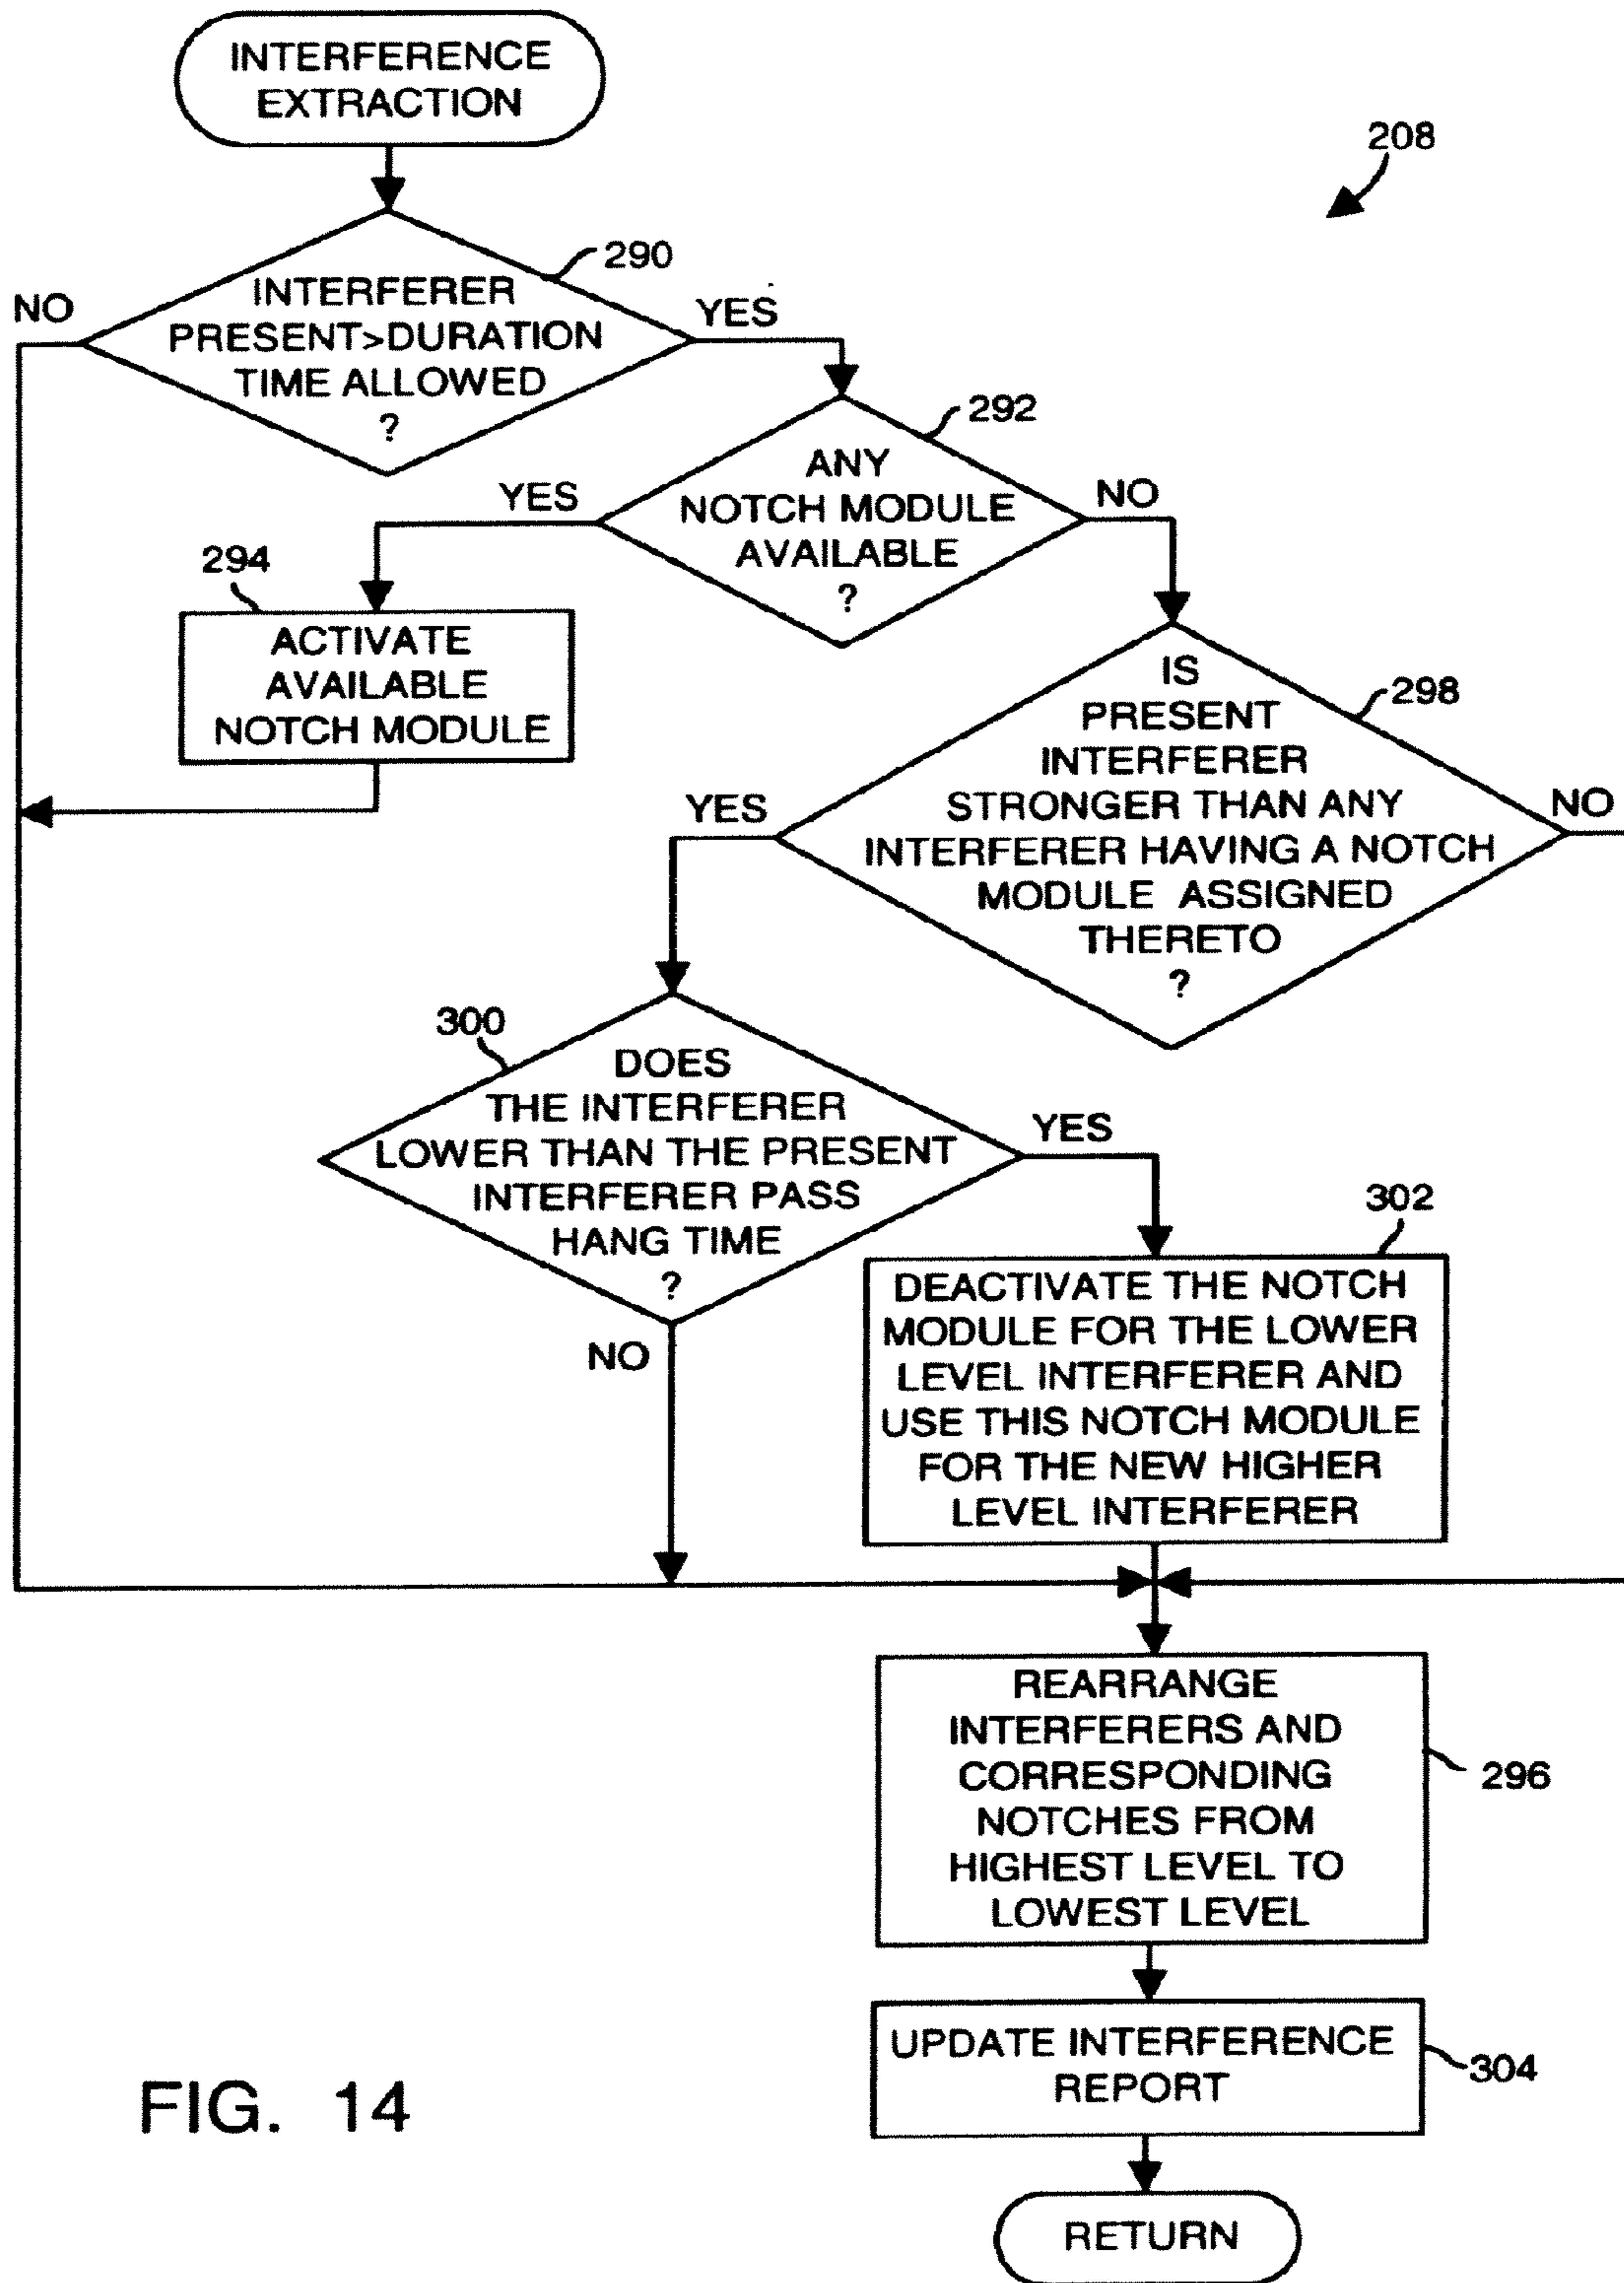 INTERFERENCE
EXTRACTION
208
290
INTERFERER
PRESENT>DURATION
TIME ALLOWED
?
NO
YES
292
ANY
NOTCH MODULE
AVAILABLE
?
YES
NO
294
ACTIVATE
AVAILABLE
NOTCH MODULE
298
IS
PRESENT
INTERFERER
STRONGER THAN ANY
INTERFERER HAVING A NOTCH
MODULE ASSIGNED
THERETO
?
YES
NO
300
DOES
THE INTERFERER
LOWER THAN THE PRESENT
INTERFERER PASS
HANG TIME
?
YES
NO
302
DEACTIVATE THE NOTCH
MODULE FOR THE LOWER
LEVEL INTERFERER AND
USE THIS NOTCH MODULE
FOR THE NEW HIGHER
LEVEL INTERFERER
REARRANGE
INTERFERERS AND
CORRESPONDING
NOTCHES FROM
HIGHEST LEVEL TO
LOWEST LEVEL
296
UPDATE INTERFERENCE
REPORT
304
RETURN
FIG. 14